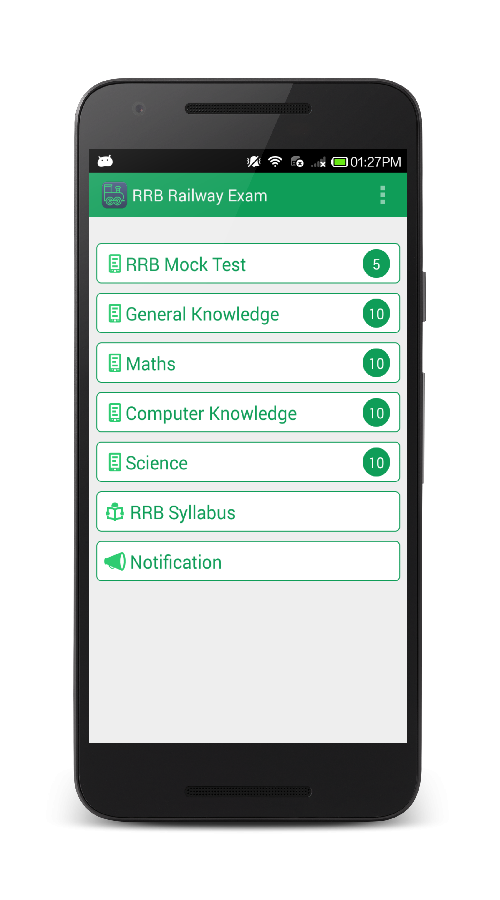 01:27PM
RRB Railway Exam
RRB Mock Test 5
General Knowledge 10
Maths 10
Computer Knowledge 10
Science 10
RRB Syllabus
Notification